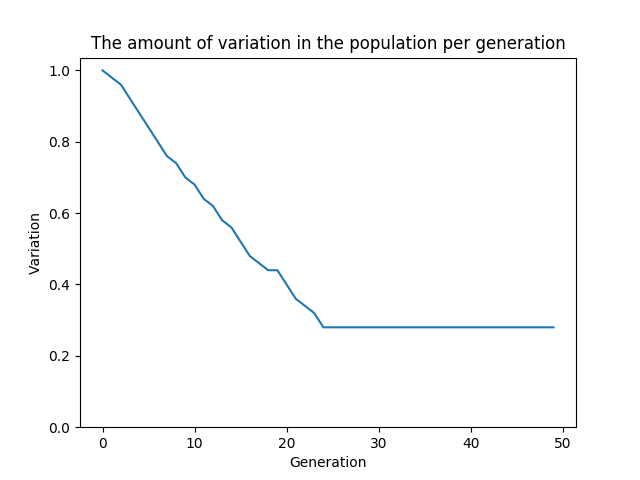 The amount of variation in the population per generation
1.0
0.8
0.6
0.4
0.2
0.0
Variation
0 10 20 30 40 50
Generation